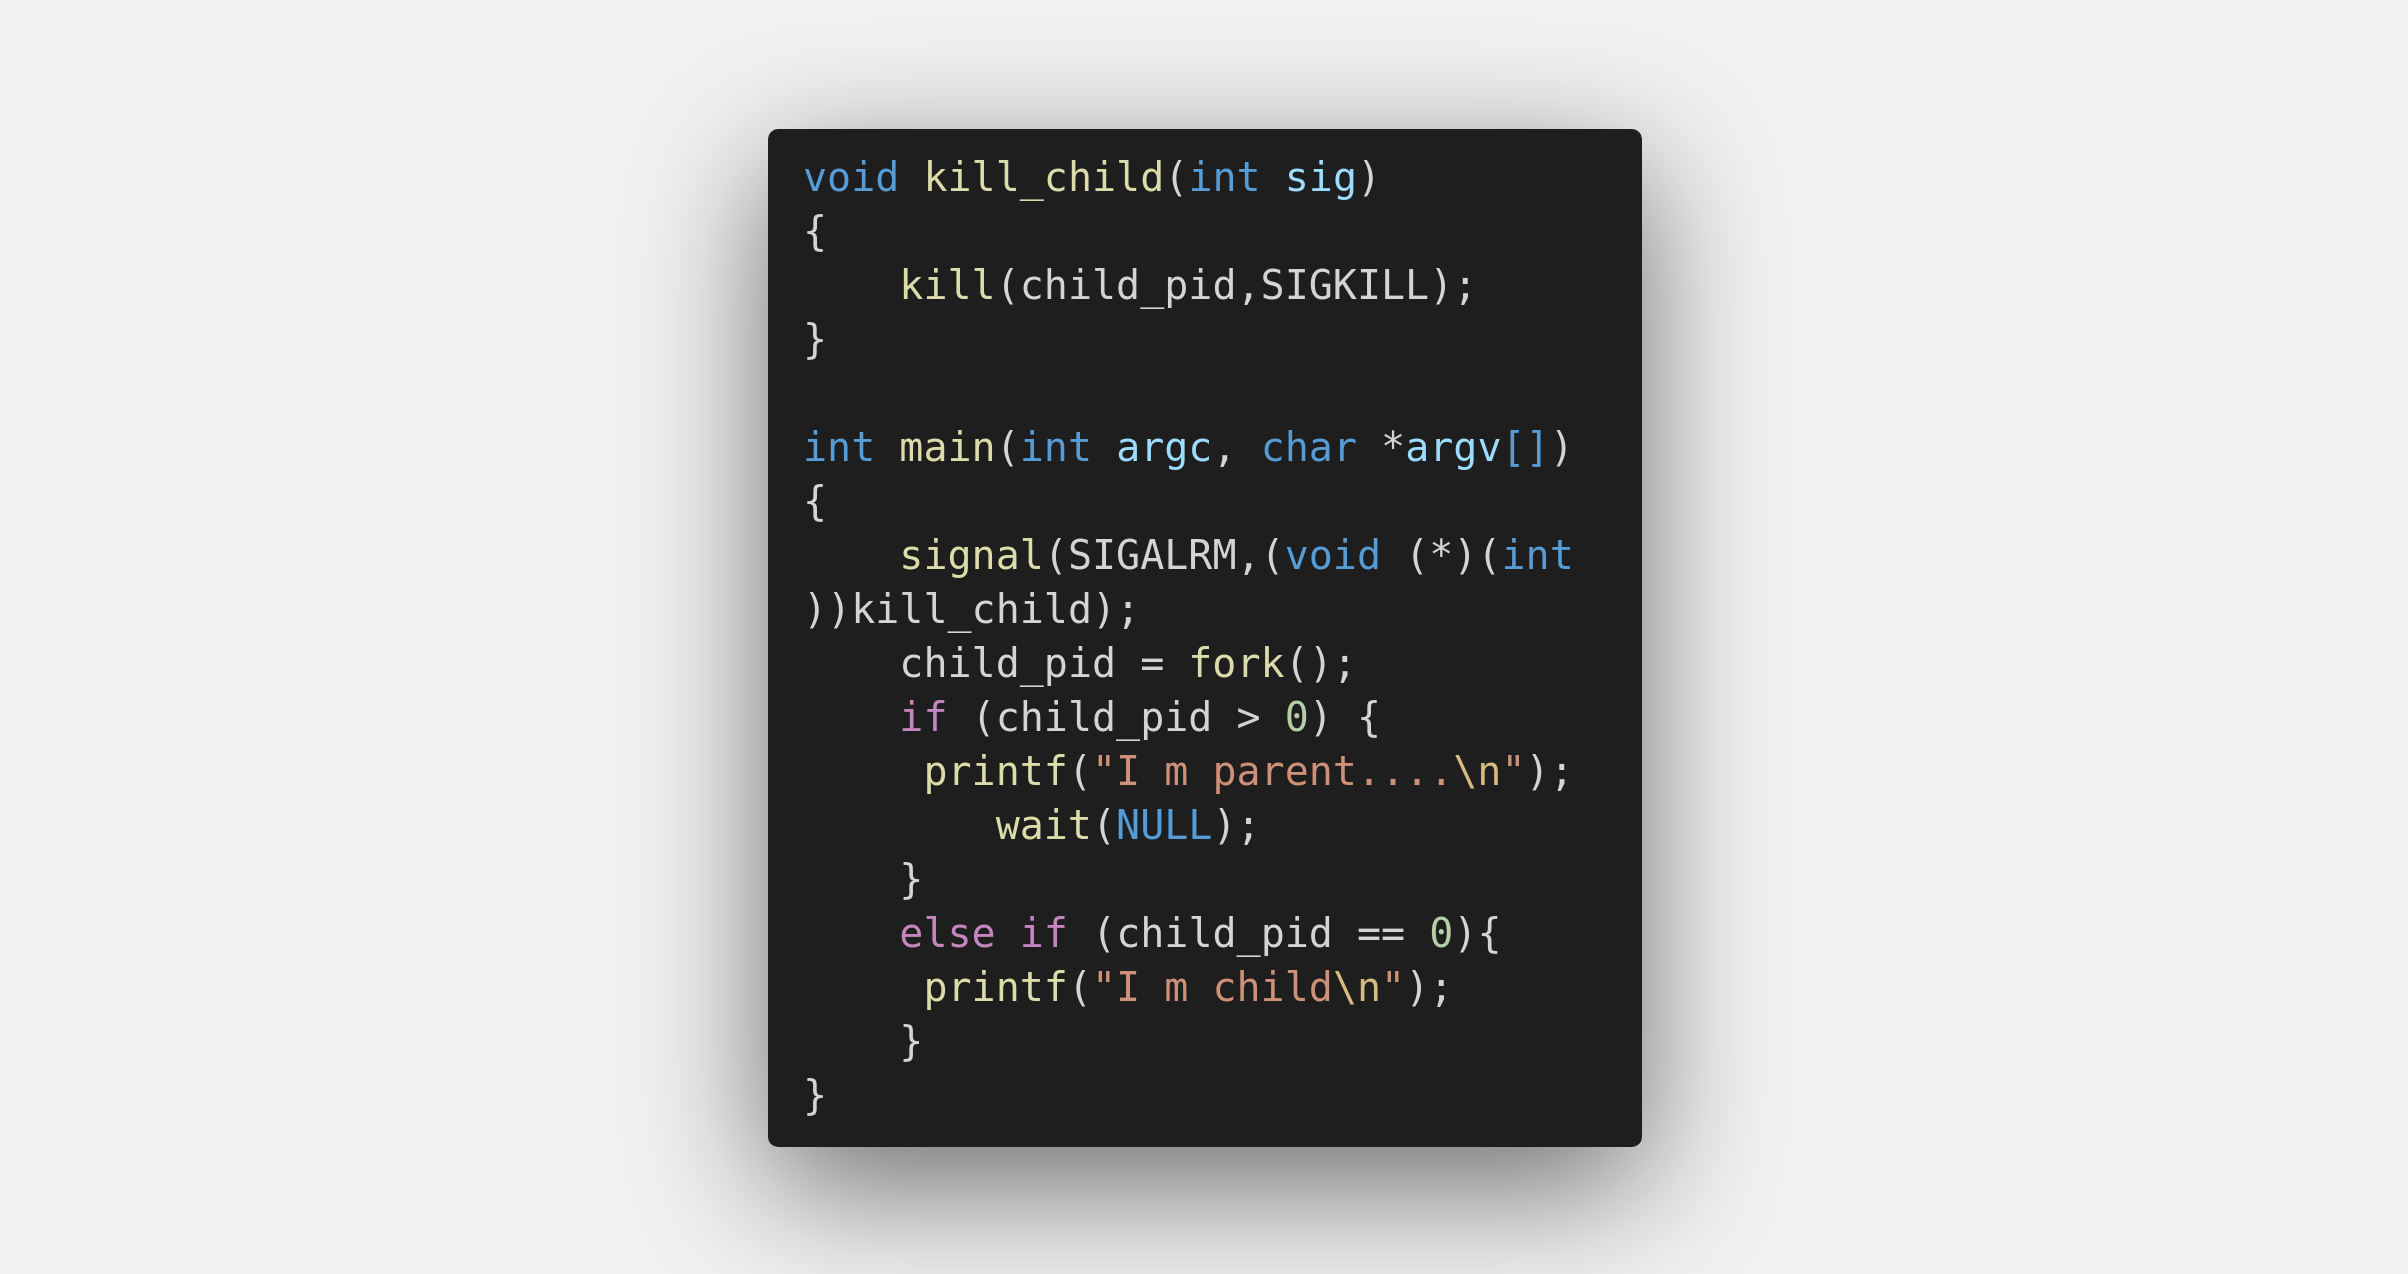 void kill_child(int sig)
{
    kill(child_pid,SIGKILL);
}

int main(int argc, char *argv[])
{
    signal(SIGALRM,(void (*)(int
))kill_child);
    child_pid = fork();
    if (child_pid > 0) {
     printf("I m parent....\n");
        wait(NULL);
    }
    else if (child_pid == 0){
     printf("I m child\n");
    }
}